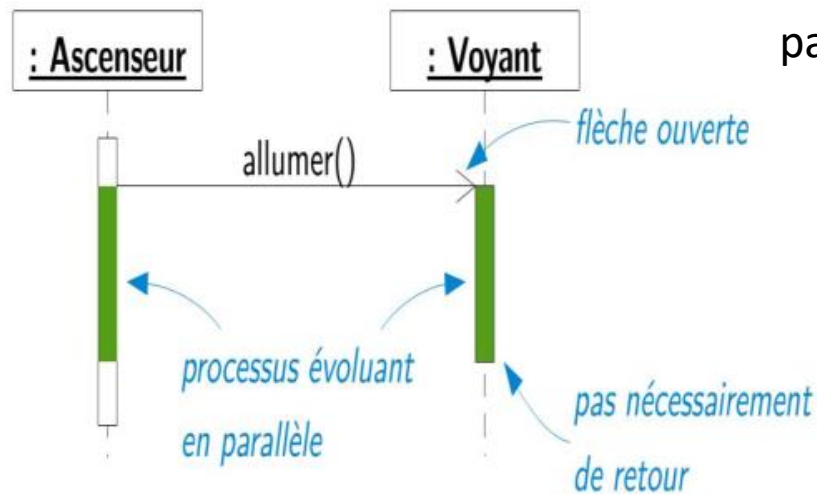 : Ascenseur
: Voyant
pa
flèche ouverte
allumer()
processus évoluant
en parallèle
pas nécessairement
de retour